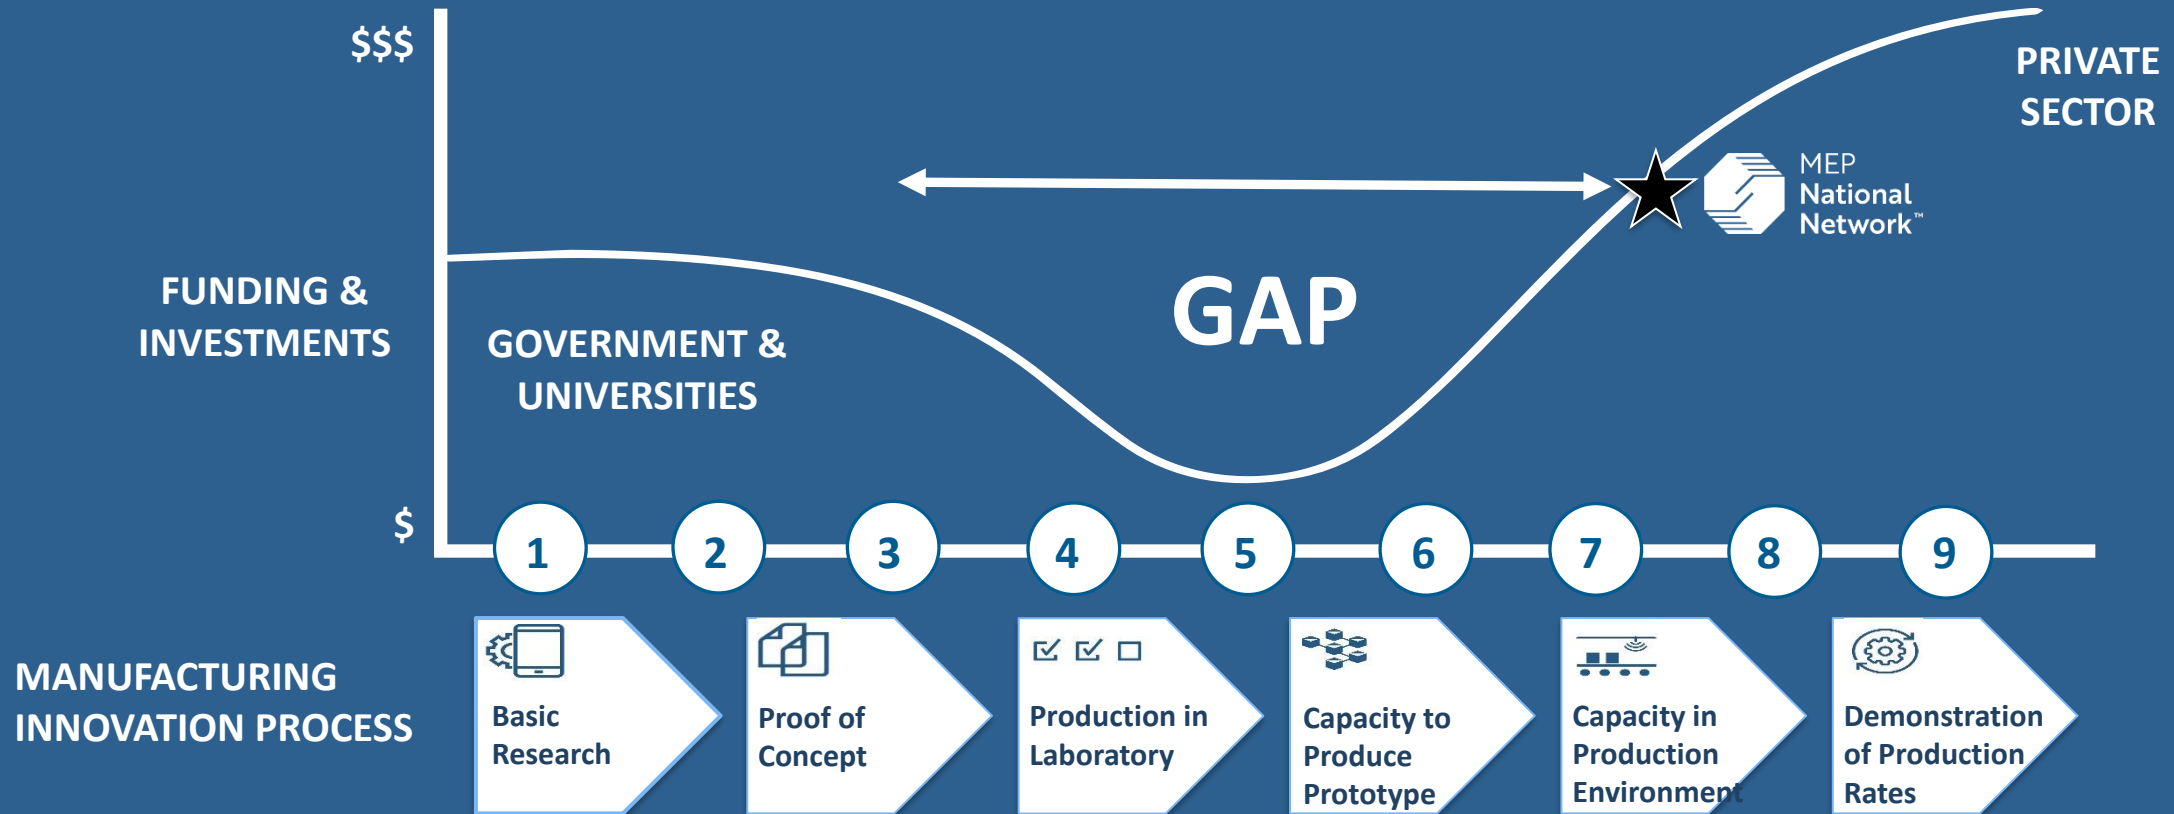 $$$
PRIVATE
SECTOR
MEP
National
Network™
FUNDING &
INVESTMENTS
GOVERNMENT &
UNIVERSITIES
GAP
$
1
2
3
4
5
6
7
8
9
MANUFACTURING
INNOVATION PROCESS
Basic
Research
Proof of
Concept
Production in
Laboratory
Capacity to
Produce
Prototype
Capacity in
Production
Environment
Demonstration
of Production
Rates